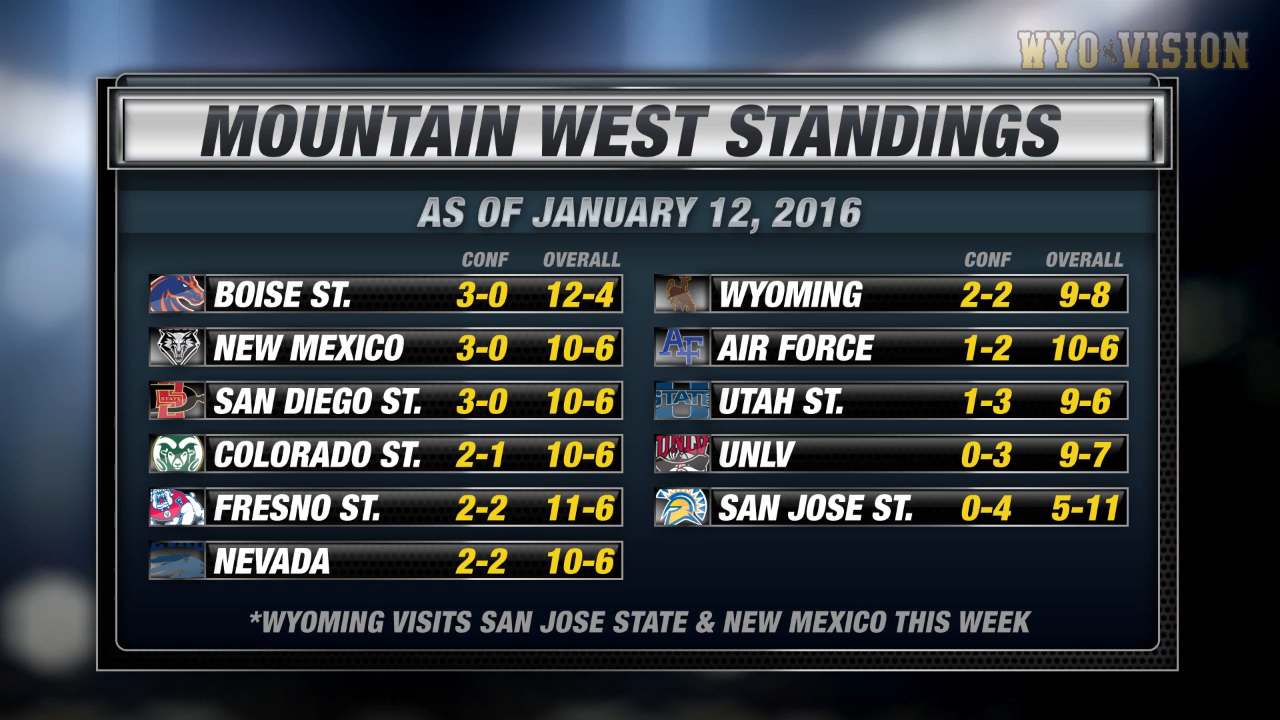 WYO VISION
MOUNTAIN WEST STANDINGS
AS OF JANUARY 12, 2016
CONF OVERALL
BOISE ST. 3-0 12-4
NEW MEXICO 3-0 10-6
SAN DIEGO ST. 3-0 10-6
COLORADO ST. 2-1 10-6
FRESNO ST. 2-2 11-6
NEVADA 2-2 10-6
CONF OVERALL
WYOMING 2-2 9-8
AF AIR FORCE 1-2 10-6
STATE UTAH ST. 1-3 9-6
UNLV UNLV 0-3 9-7
SAN JOSE ST. 0-4 5-11
*WYOMING VISITS SAN JOSE STATE & NEW MEXICO THIS WEEK